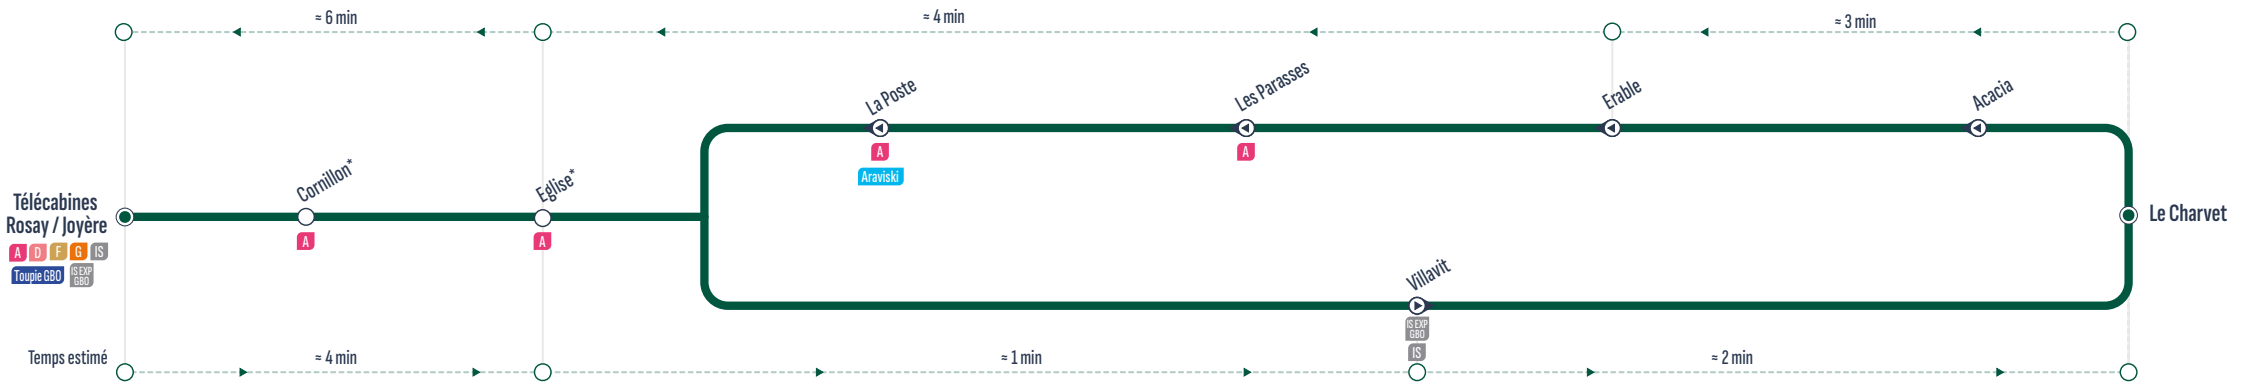 ≈ 6 min
≈ 4 min
≈ 3 min
La Poste
Les Parasses
Erable
Acacia
A
A
Araviski
Cornillon*
Eglise*
Télécabines
Rosay / Joyère
A D F G IS
Toupie GBO
IS EXP
GBO
A
A
Le Charvet
Villavit
IS EXP
GBO
IS
Temps estimé
≈ 4 min
≈ 1 min
≈ 2 min